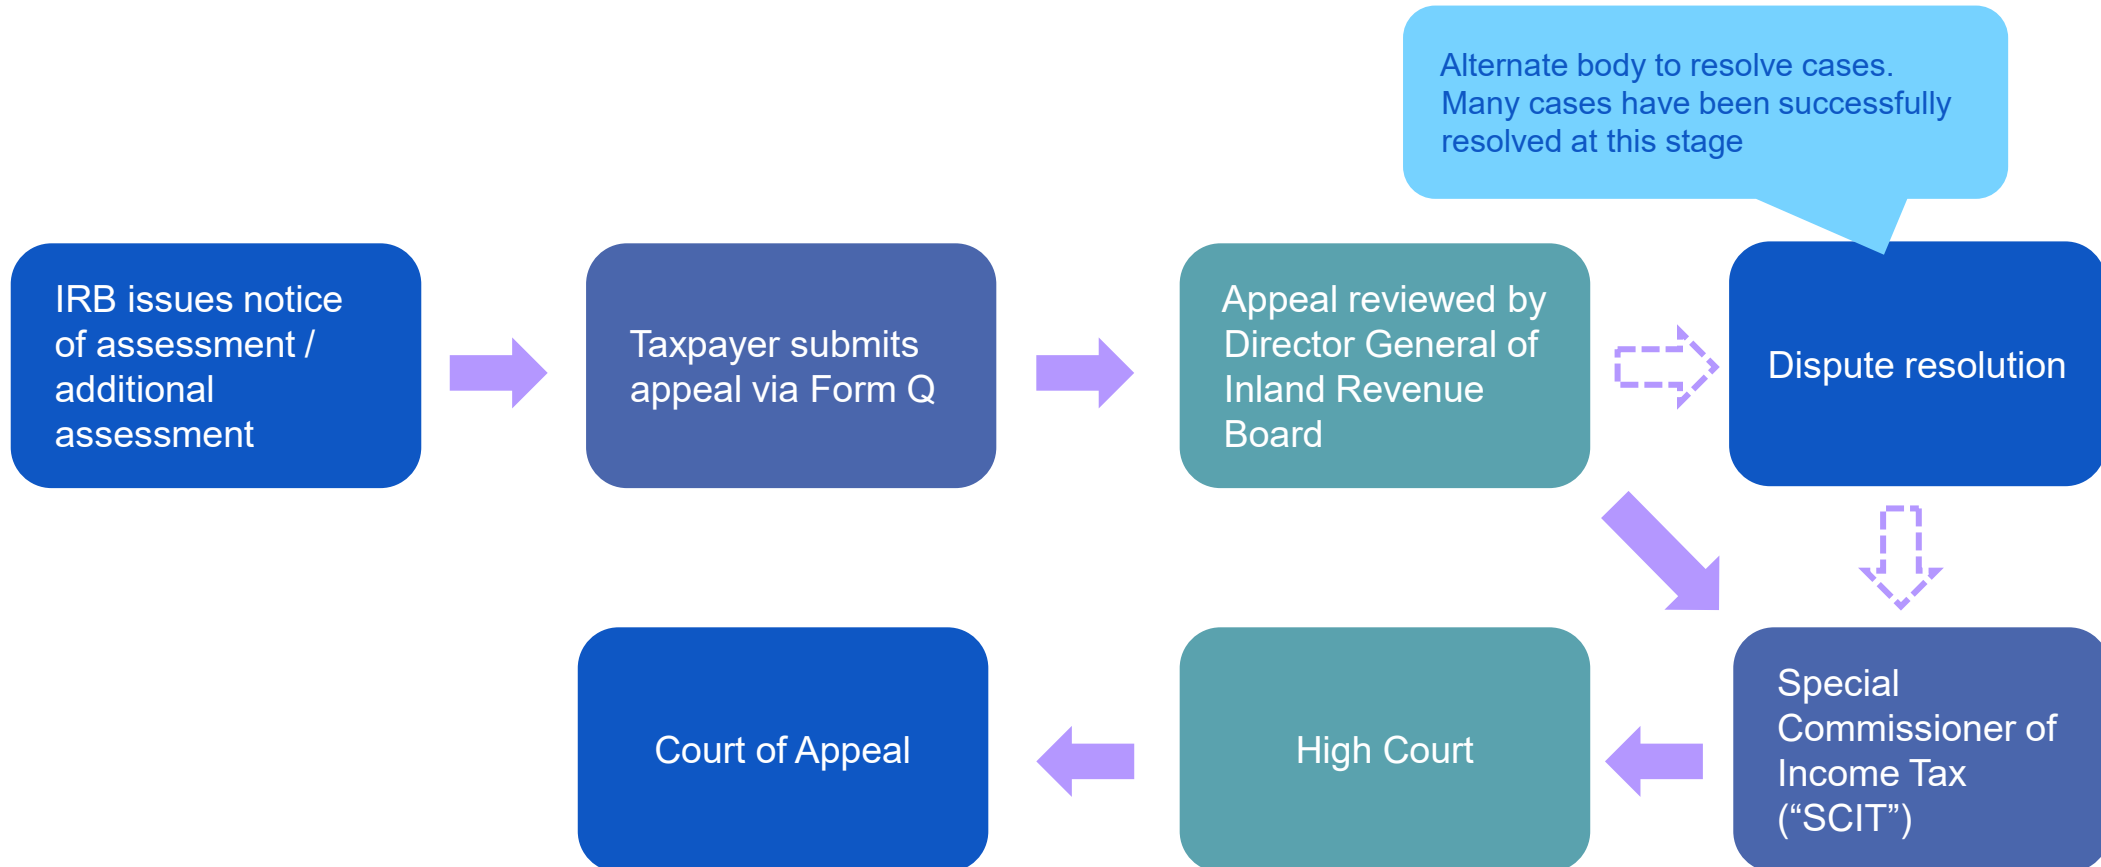 Alternate body to resolve cases.
Many cases have been successfully
resolved at this stage
IRB issues notice
of assessment /
additional
assessment
Taxpayer submits
appeal via Form Q
Appeal reviewed by
Director General of
Inland Revenue
Board
Dispute resolution
Special
Commissioner of
Income Tax
(“SCIT”)
High Court
Court of Appeal